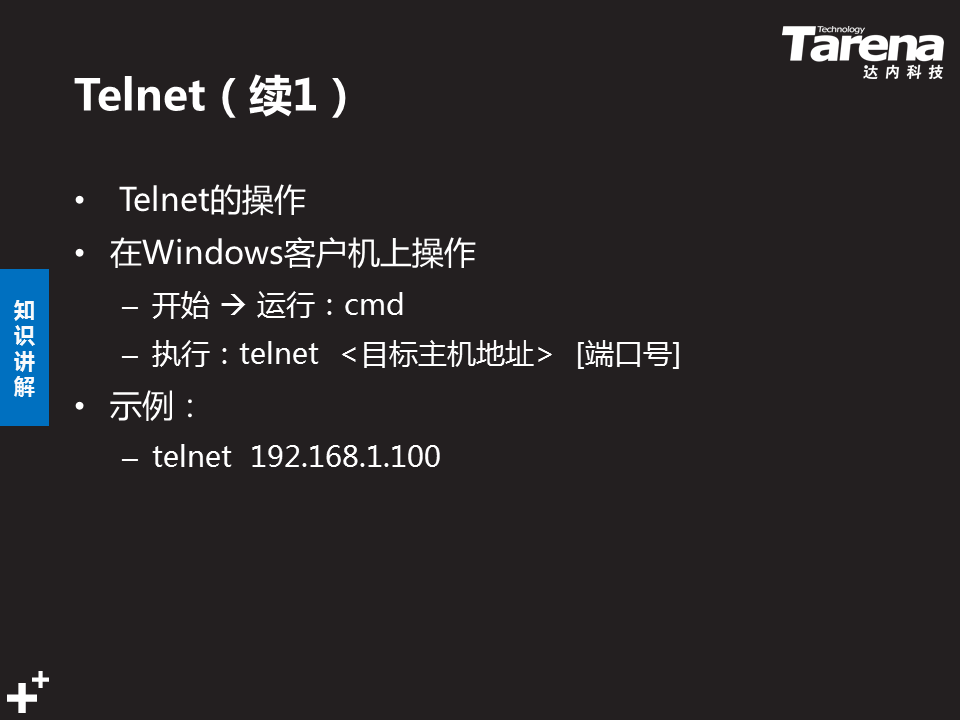 Technology
Tarena
达内科技
Telnet（续1）
• Telnet的操作
• 在Windows客户机上操作
– 开始 → 运行：cmd
– 执行：telnet <目标主机地址> [端口号]
• 示例：
– telnet 192.168.1.100
知识讲解